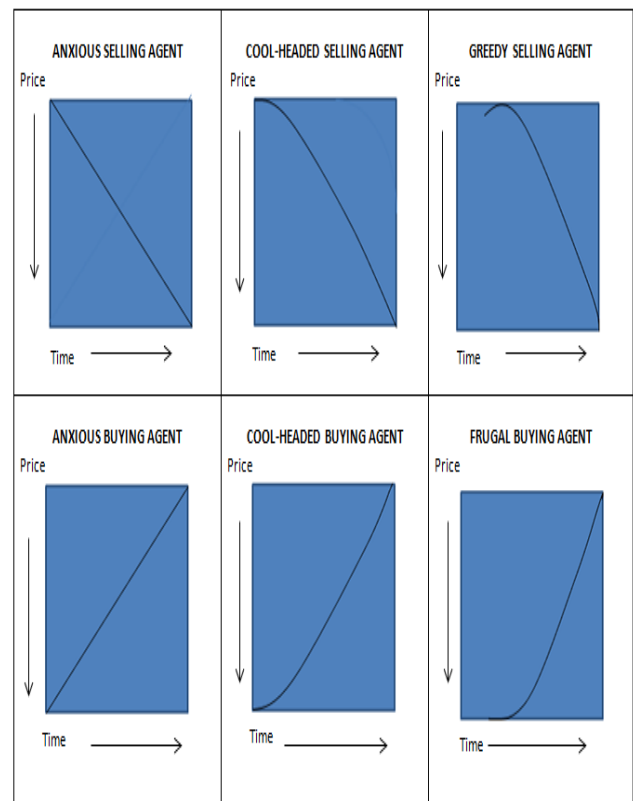 ANXIOUS SELLING AGENT
Price
Time
COOL-HEADED SELLING AGENT
Price
Time
GREEDY SELLING AGENT
Price
Time
ANXIOUS BUYING AGENT
Price
Time
COOL-HEADED BUYING AGENT
Price
Time
FRUGAL BUYING AGENT
Price
Time